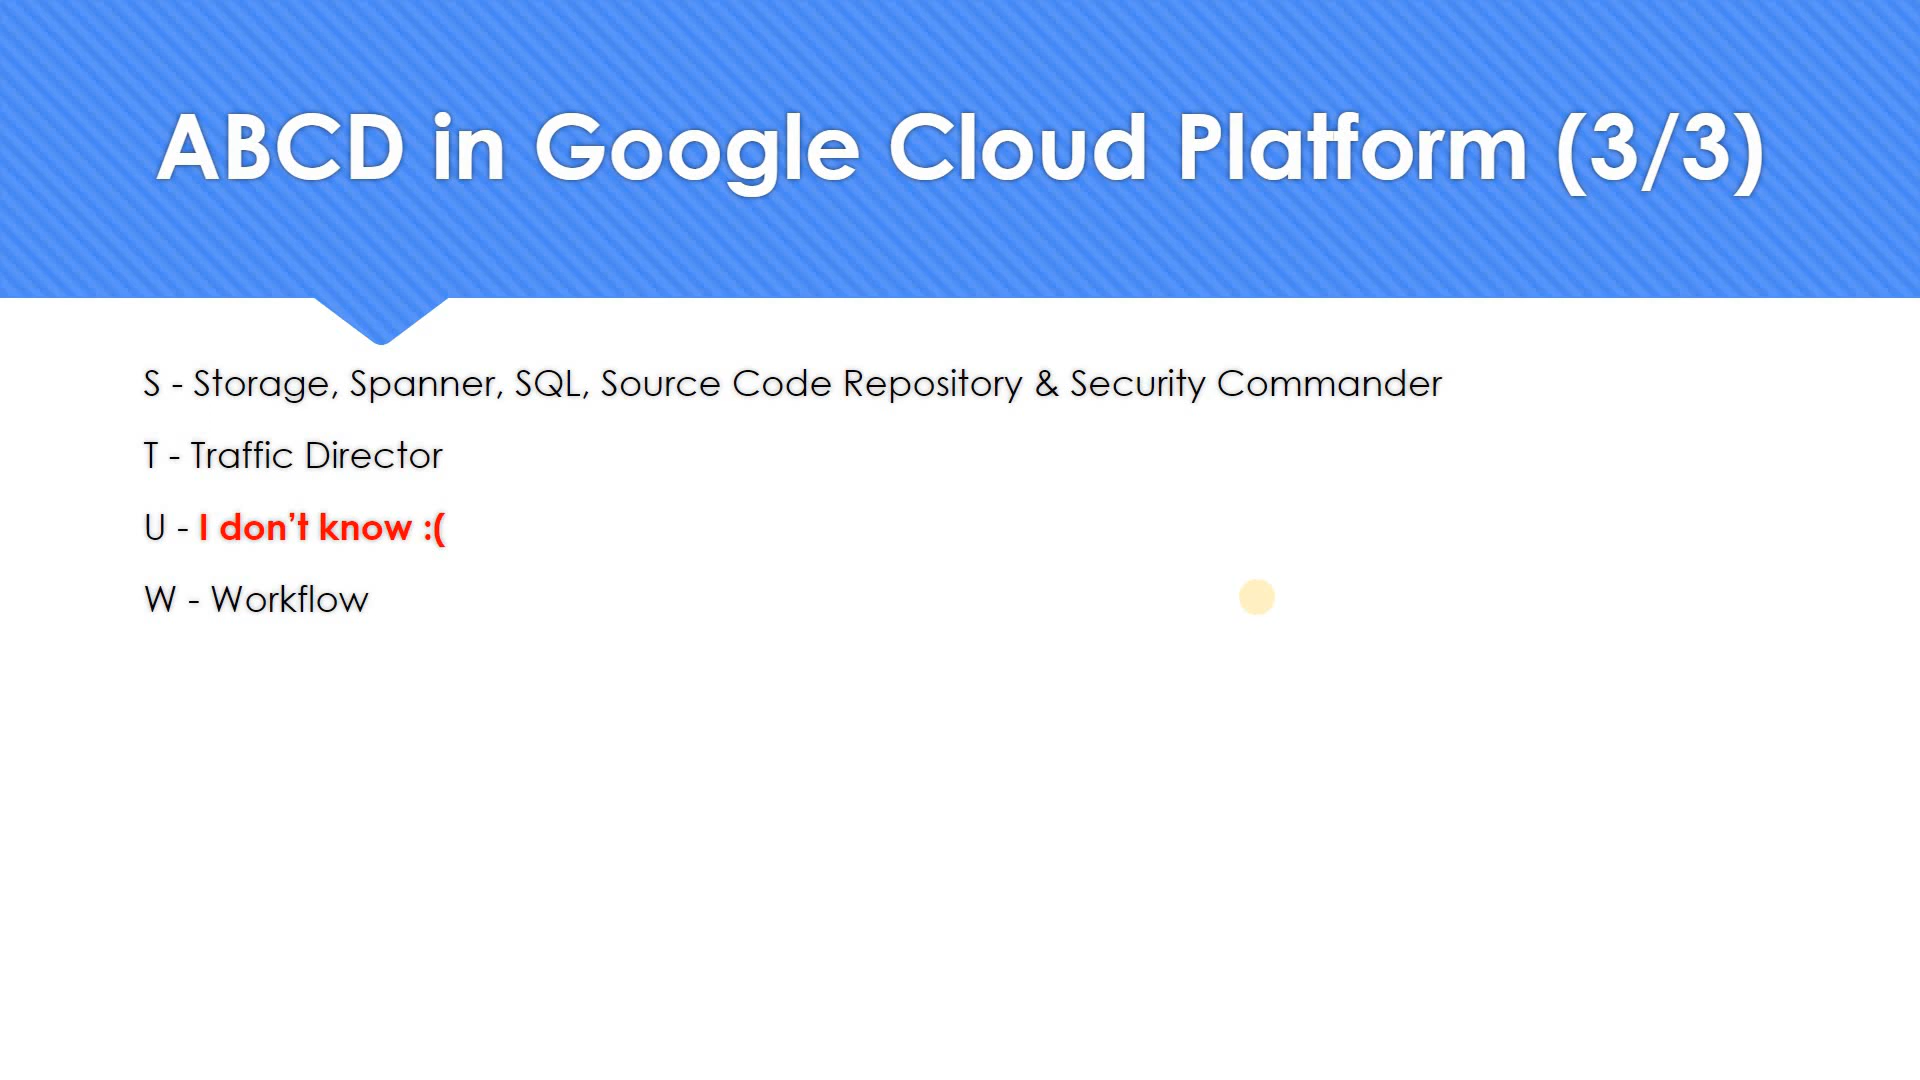 ABCD in Google Cloud Platform (3/3)
S - Storage, Spanner, SQL, Source Code Repository & Security Commander
T - Traffic Director
U - I don’t know :(
W - Workflow